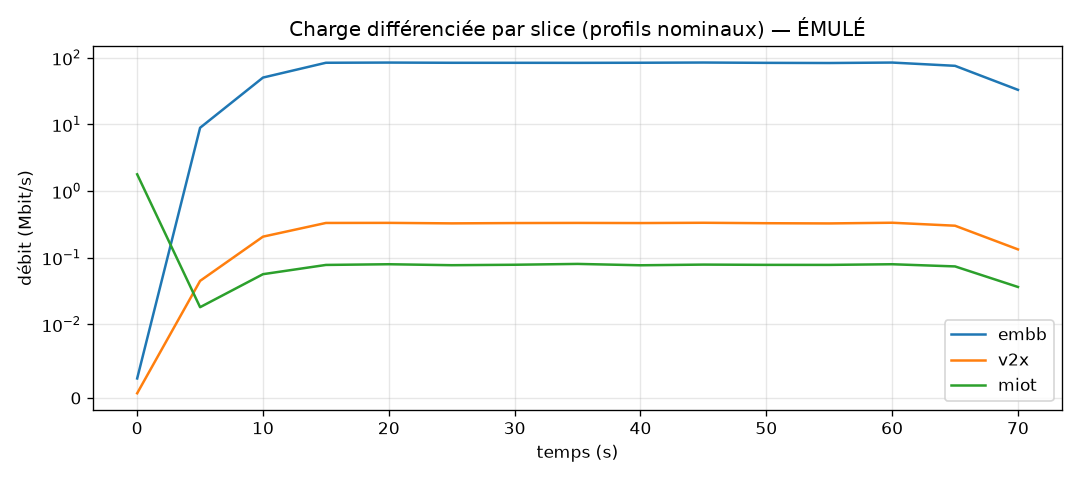 Charge différenciée par slice (profils nominaux) — ÉMULÉ
débit (Mbit/s)
10²
10¹
10⁰
10⁻¹
10⁻²
0
embb
v2x
miot
0 10 20 30 40 50 60 70
temps (s)